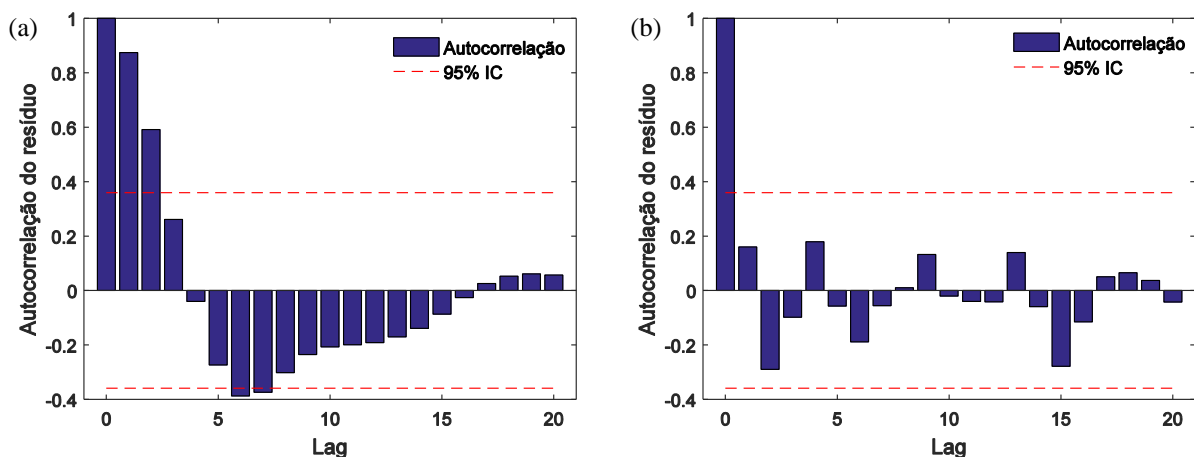 (a)
Autocorrelação do resíduo
1
0.8
0.6
0.4
0.2
0
-0.2
-0.4
Autocorrelação
95% IC
0 5 10 15 20
Lag
(b)
Autocorrelação do resíduo
1
0.8
0.6
0.4
0.2
0
-0.2
-0.4
Autocorrelação
95% IC
0 5 10 15 20
Lag